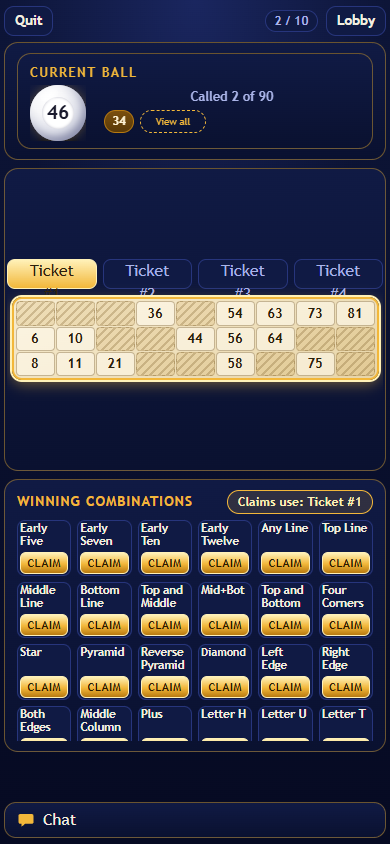 Quit
2 / 10
Lobby
CURRENT BALL
46
Called 2 of 90
34
View all
Ticket
Ticket #2
Ticket #3
Ticket #4
36 54 63 73 81
6 10 44 56 64
8 11 21 58 75
WINNING COMBINATIONS
Claims use: Ticket #1
Early Five
Early Seven
Early Ten
Early Twelve
Any Line
Top Line
CLAIM CLAIM CLAIM CLAIM CLAIM CLAIM
Middle Line
Bottom Line
Top and Middle
Mid+Bot
Top and Bottom
Four Corners
CLAIM CLAIM CLAIM CLAIM CLAIM CLAIM
Star
Pyramid
Reverse Pyramid
Diamond
Left Edge
Right Edge
CLAIM CLAIM CLAIM CLAIM CLAIM CLAIM
Both Edges
Middle Column
Plus
Letter H
Letter U
Letter T
Chat